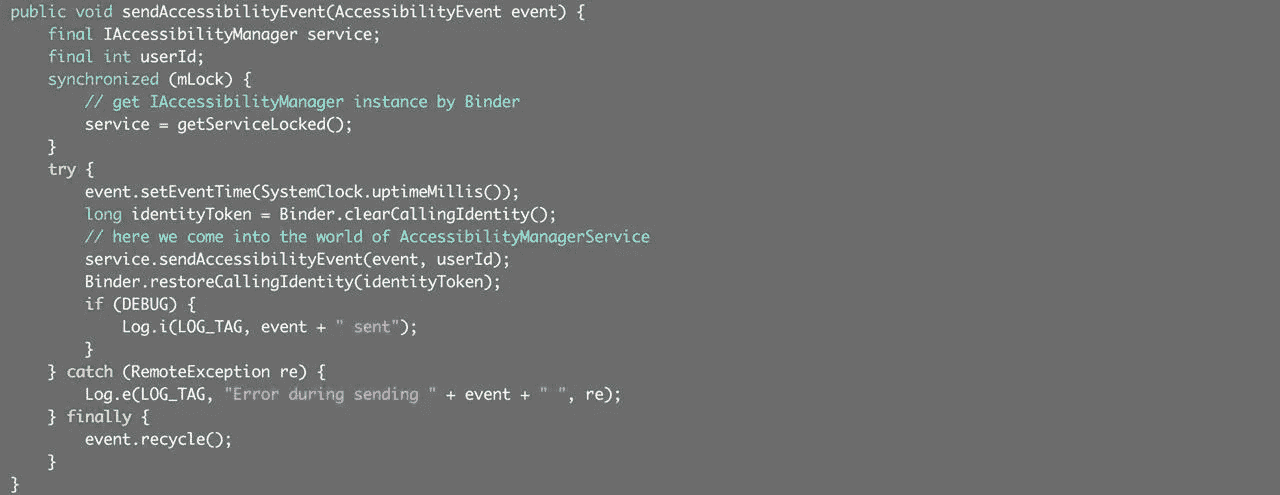 public void sendAccessibilityEvent(AccessibilityEvent event) {
    final IAccessibilityManager service;
    final int userId;
    synchronized (mLock) {
        // get IAccessibilityManager instance by Binder
        service = getServiceLocked();
    }
    try {
        event.setEventTime(SystemClock.uptimeMillis());
        long identityToken = Binder.clearCallingIdentity();
        // here we come into the world of AccessibilityManagerService
        service.sendAccessibilityEvent(event, userId);
        Binder.restoreCallingIdentity(identityToken);
        if (DEBUG) {
            Log.i(LOG_TAG, event + " sent");
        }
    } catch (RemoteException re) {
        Log.e(LOG_TAG, "Error during sending " + event + " ", re);
    } finally {
        event.recycle();
    }
}